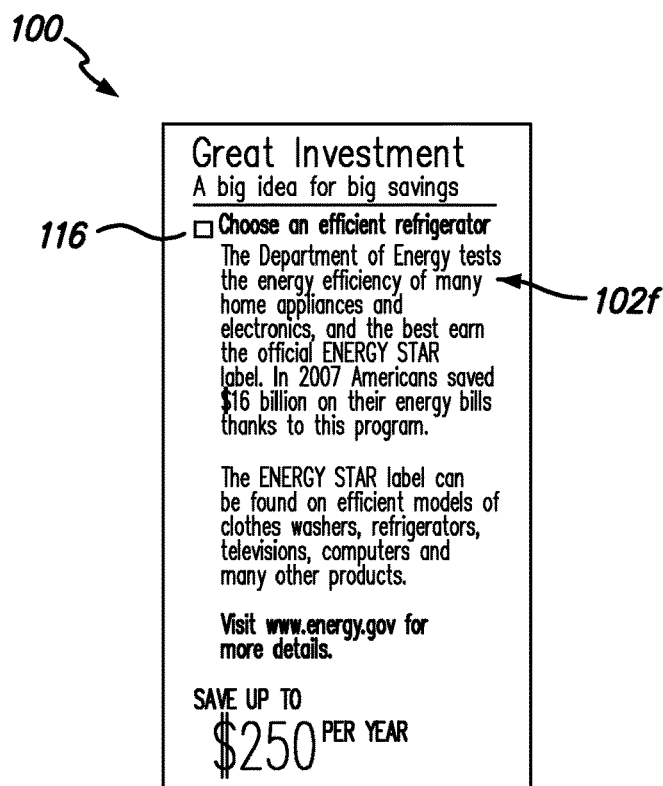 100
Great Investment
A big idea for big savings
116
Choose an efficient refrigerator
The Department of Energy tests
the energy efficiency of many
102f
home appliances and
electronics, and the best earn
the official ENERGY STAR
label. In 2007 Americans saved
$16 billion on their energy bills
thanks to this program.
The ENERGY STAR label can
be found on efficient models of
clothes washers, refrigerators,
televisions, computers and
many other products.
Visit www.energy.gov for
more details.
SAVE UP TO
$250 PER YEAR